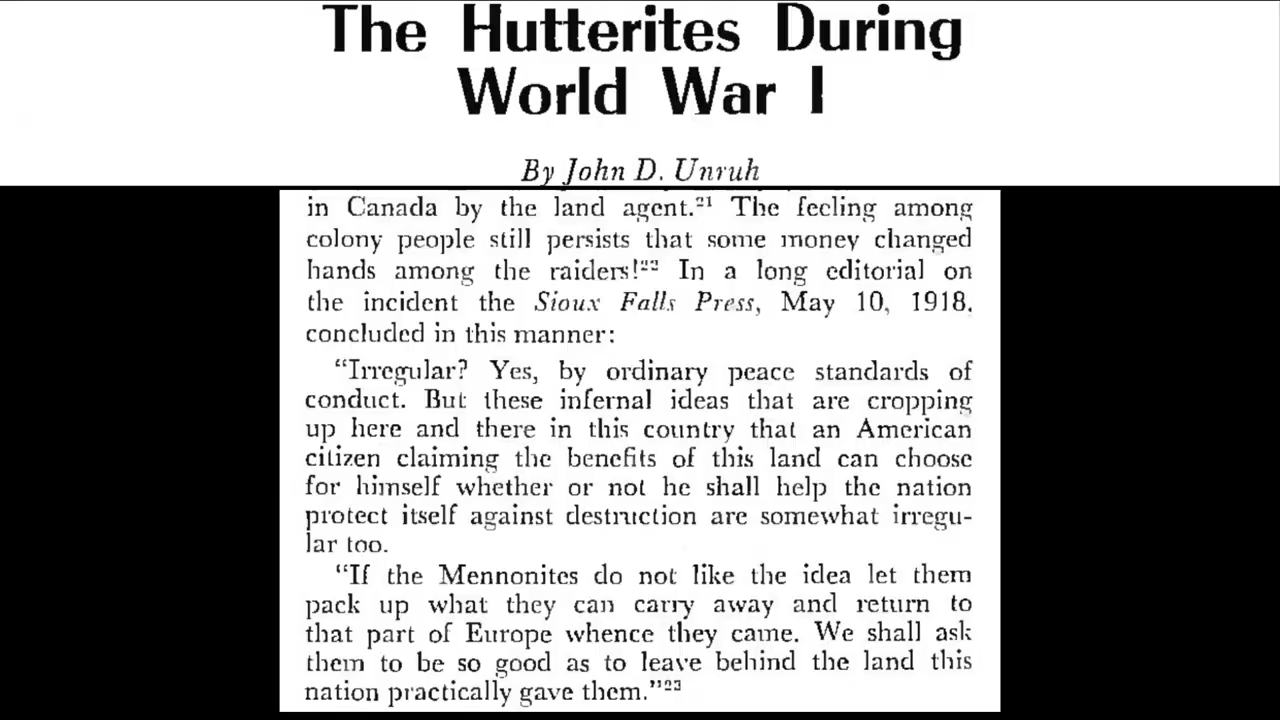 The Hutterites During
World War I
By John D. Unruh
in Canada by the land agent.²¹ The feeling among
colony people still persists that some money changed
hands among the raiders!²² In a long editorial on
the incident the Sioux Falls Press, May 10, 1918,
concluded in this manner:
“Irregular? Yes, by ordinary peace standards of
conduct. But these infernal ideas that are cropping
up here and there in this country that an American
citizen claiming the benefits of this land can choose
for himself whether or not he shall help the nation
protect itself against destruction are somewhat irregu-
lar too.
“If the Mennonites do not like the idea let them
pack up what they can carry away and return to
that part of Europe whence they came. We shall ask
them to be so good as to leave behind the land this
nation practically gave them.”²³